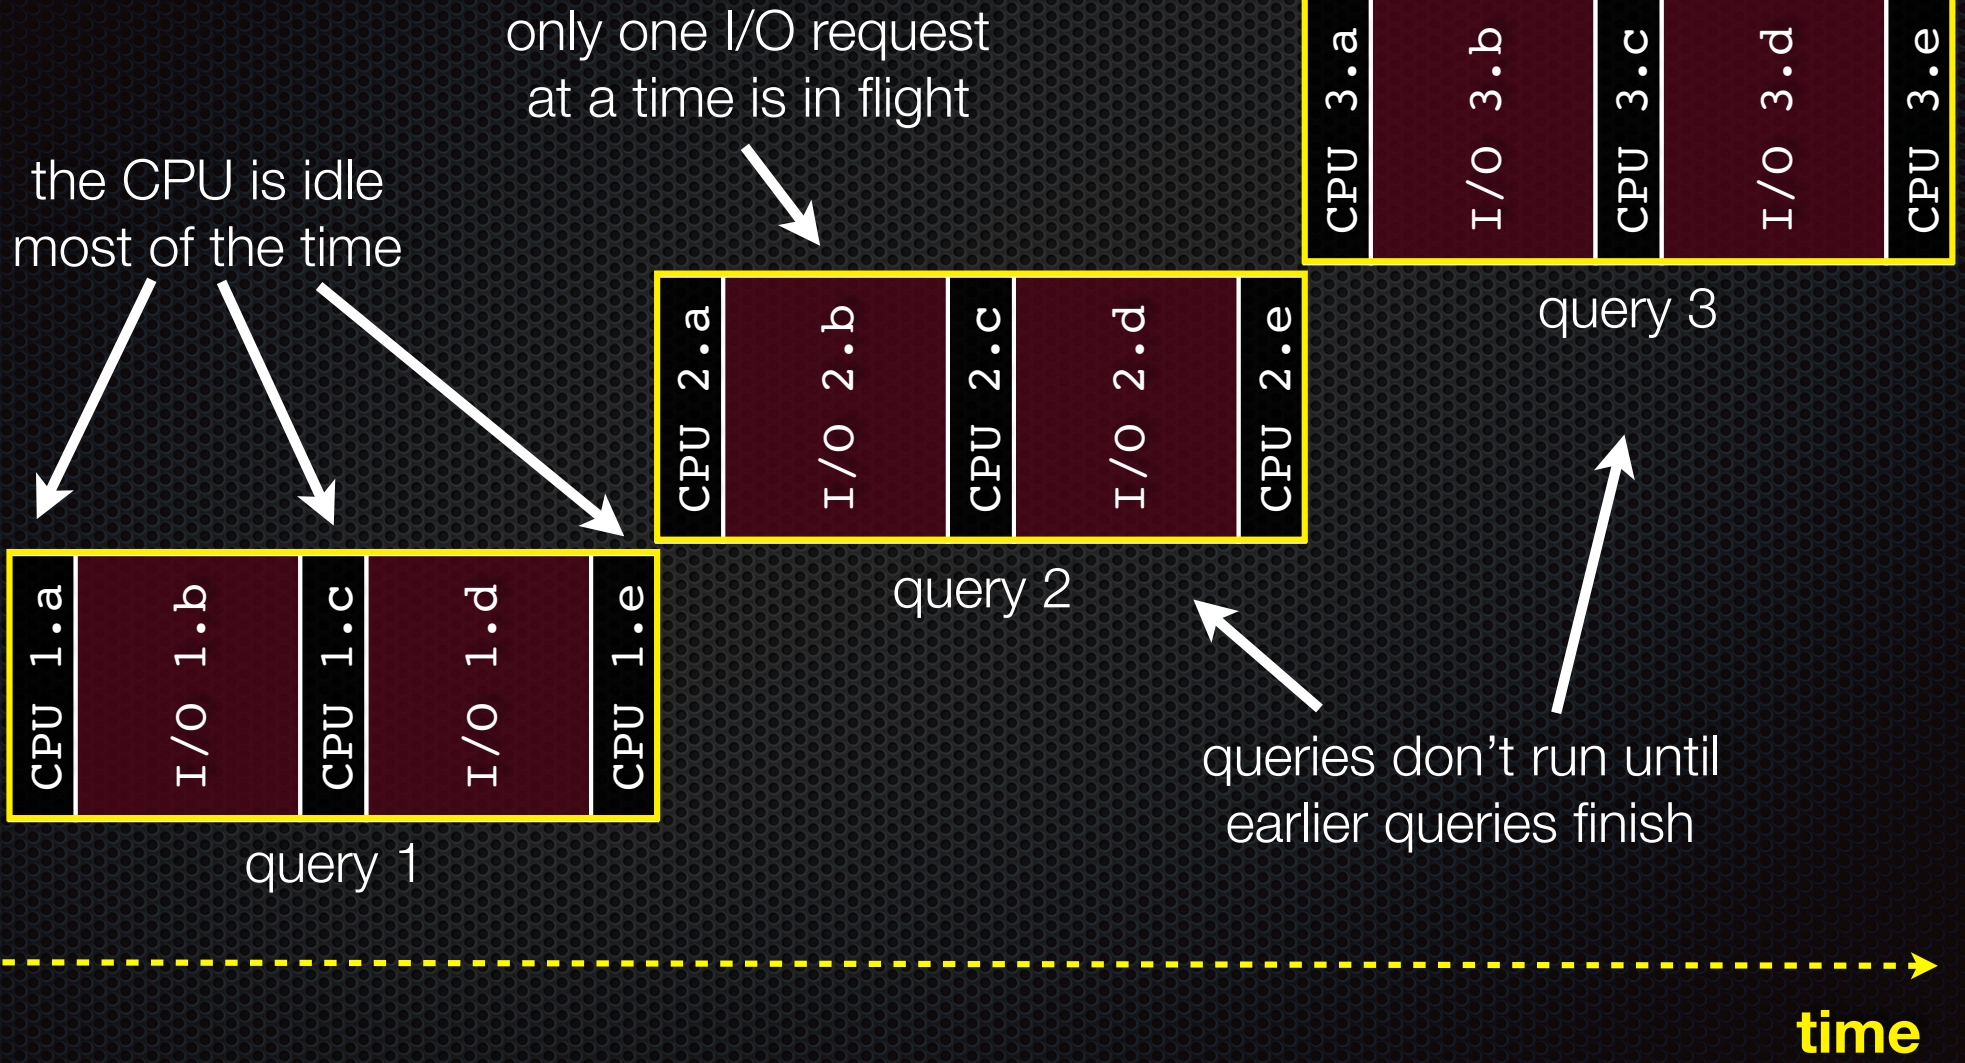 only one I/O request
at a time is in flight
the CPU is idle
most of the time
CPU 3.a
I/O 3.b
CPU 3.c
I/O 3.d
CPU 3.e
query 3
CPU 2.a
I/O 2.b
CPU 2.c
I/O 2.d
CPU 2.e
query 2
CPU 1.a
I/O 1.b
CPU 1.c
I/O 1.d
CPU 1.e
query 1
queries don’t run until
earlier queries finish
time